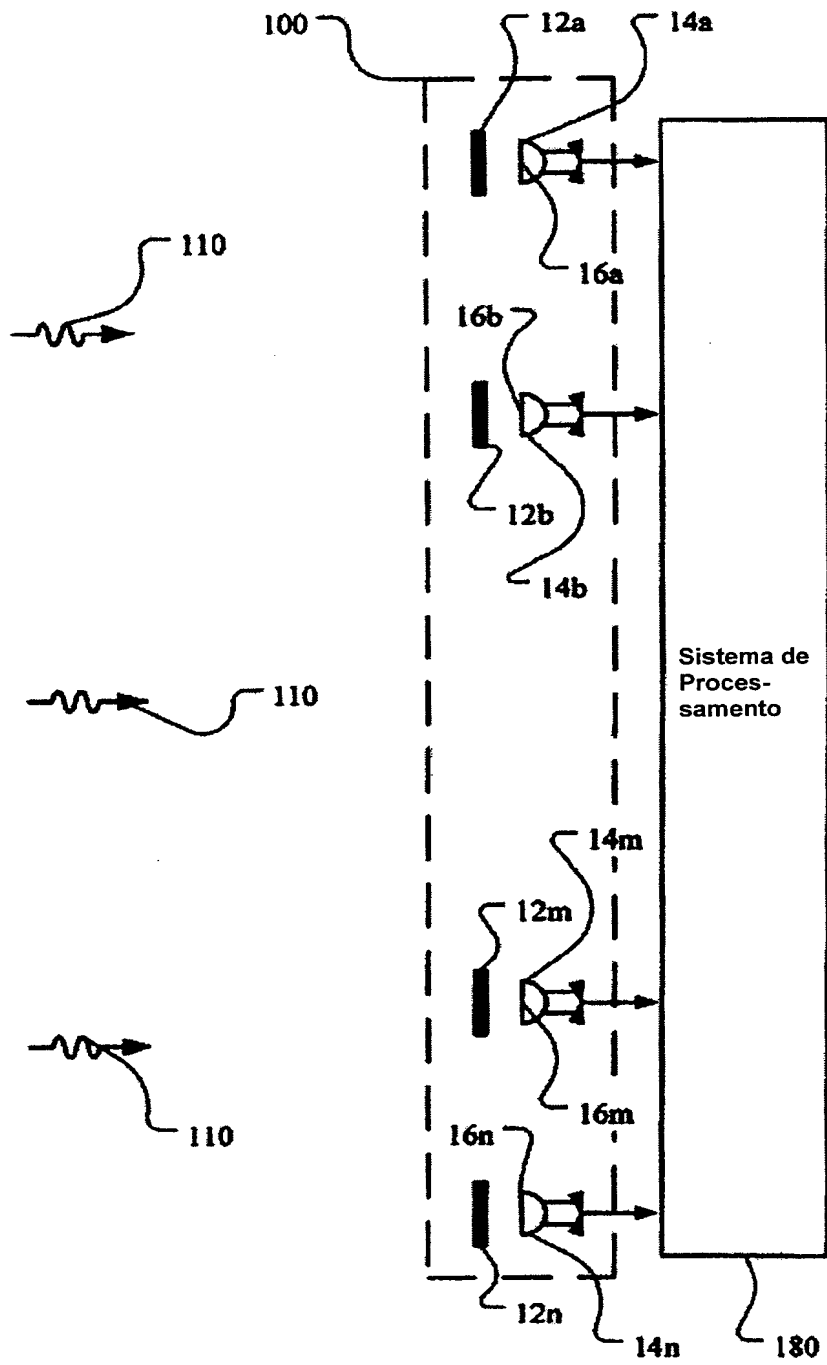 100
12a
14a
110
16a
16b
12b
14b
Sistema de
Proces-
samento
110
14m
12m
110
16m
16n
12n
14n
180